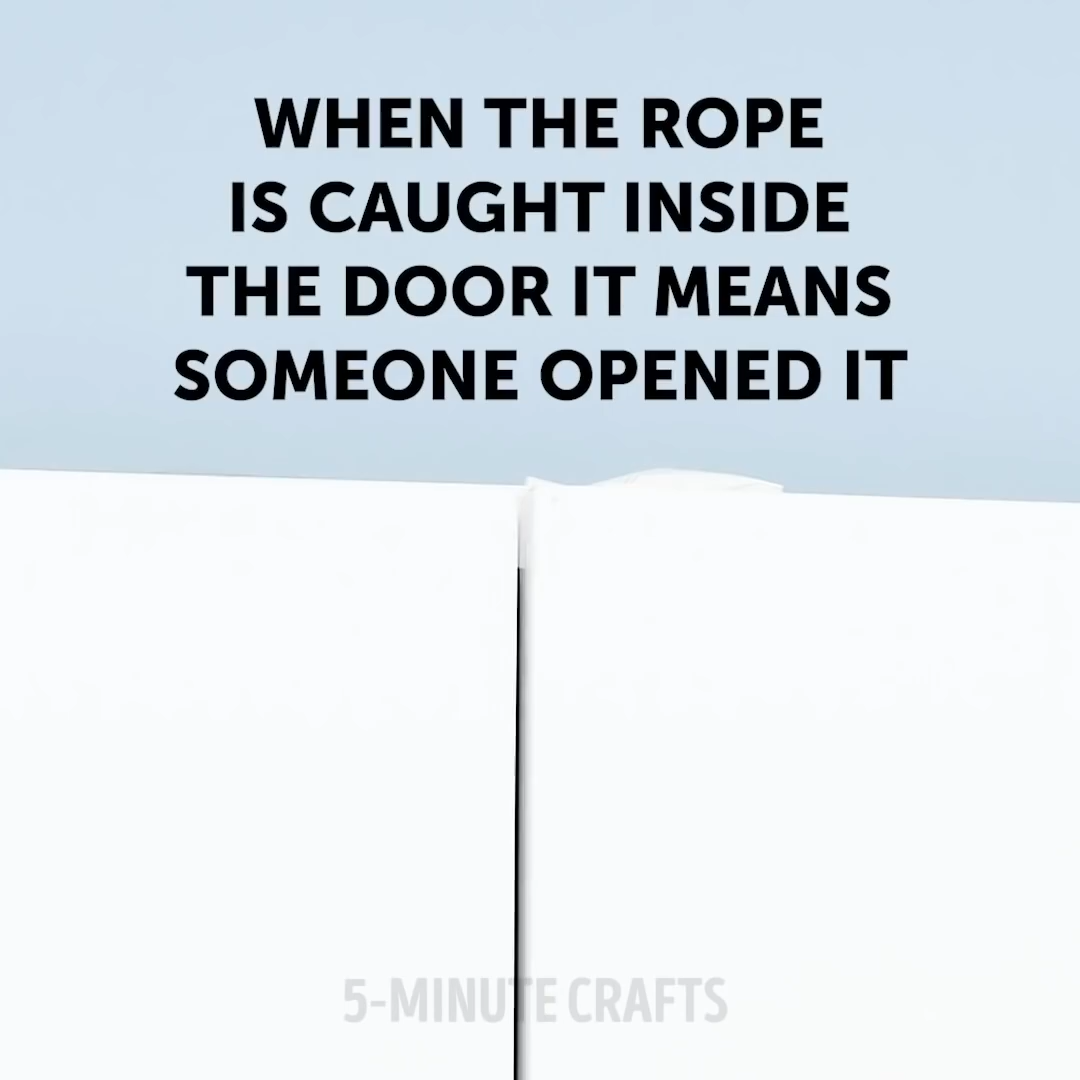 WHEN THE ROPE
IS CAUGHT INSIDE
THE DOOR IT MEANS
SOMEONE OPENED IT
5-MINUTE CRAFTS